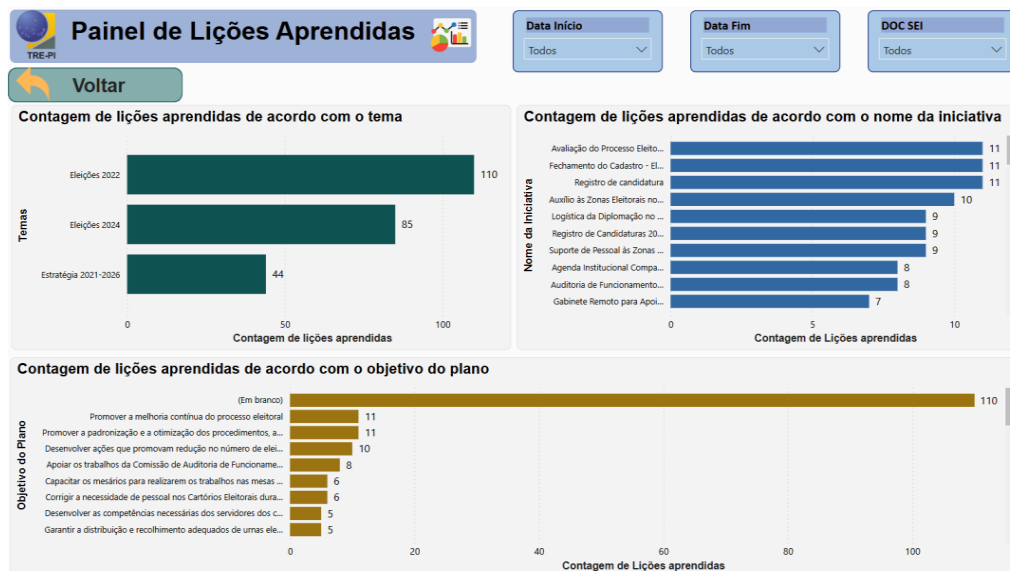 Painel de Lições Aprendidas
TRE-PI
Data Início
Todos
Data Fim
Todos
DOC SEI
Todos
Voltar
Contagem de lições aprendidas de acordo com o tema
Temas
Eleições 2022
110
Eleições 2024
85
Estratégia 2021-2026
44
0 50 100
Contagem de lições aprendidas
Contagem de lições aprendidas de acordo com o nome da iniciativa
Nome da Iniciativa
Avaliação do Processo Eleito... 11
Fechamento do Cadastro - El... 11
Registro de candidatura 11
Auxílio às Zonas Eleitorais no... 10
Logística da Diplomação no ... 9
Registro de Candidaturas 20... 9
Suporte de Pessoal às Zonas ... 9
Agenda Institucional Compa... 8
Auditoria de Funcionamento... 8
Gabinete Remoto para Apoi... 7
0 5 10
Contagem de Lições aprendidas
Contagem de lições aprendidas de acordo com o objetivo do plano
Objetivo do Plano
(Em branco) 110
Promover a melhoria contínua do processo eleitoral 11
Promover a padronização e a otimização dos procedimentos, a... 11
Desenvolver ações que promovam redução no número de elei... 10
Apoiar os trabalhos da Comissão de Auditoria de Funcioname... 8
Capacitar os mesários para realizarem os trabalhos nas mesas ... 6
Corrigir a necessidade de pessoal nos Cartórios Eleitorais dura... 6
Desenvolver as competências necessárias dos servidores dos c... 5
Garantir a distribuição e recolhimento adequados de urnas ele... 5
0 20 40 60 80 100
Contagem de Lições aprendidas